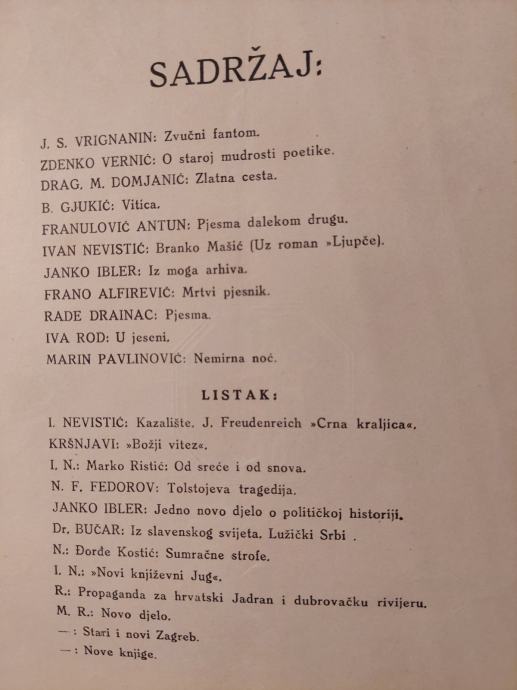 SADRŽAJ:
J. S. VRIGNANIN: Zvučni fantom.
ZDENKO VERNIĆ: O staroj mudrosti poetike.
DRAG. M. DOMJANIĆ: Zlatna cesta.
B. GJUKIĆ: Vitica.
FRANULOVIĆ ANTUN: Pjesma dalekom drugu.
IVAN NEVISTIĆ: Branko Mašić (Uz roman »Ljupče).
JANKO IBLER: Iz moga arhiva.
FRANO ALFIREVIĆ: Mrtvi pjesnik.
RADE DRAINAC: Pjesma.
IVA ROD: U jeseni.
MARIN PAVLINOVIĆ: Nemirna noć.
LISTAK:
I. NEVISTIĆ: Kazalište. J. Freudenreich »Crna kraljica«.
KRŠNJAVI: »Božji vitez«.
I. N.: Marko Ristić: Od sreće i od snova.
N. F. FEDOROV: Tolstojeva tragedija.
JANKO IBLER: Jedno novo djelo o političkoj historiji.
Dr. BUČAR: Iz slavenskog svijeta. Lužički Srbi .
N.: Đorđe Kostić: Sumračne strofe.
I. N.: »Novi književni Jug«.
R.: Propaganda za hrvatski Jadran i dubrovačku rivijeru.
M. R.: Novo djelo.
— : Stari i novi Zagreb.
— : Nove knjige.